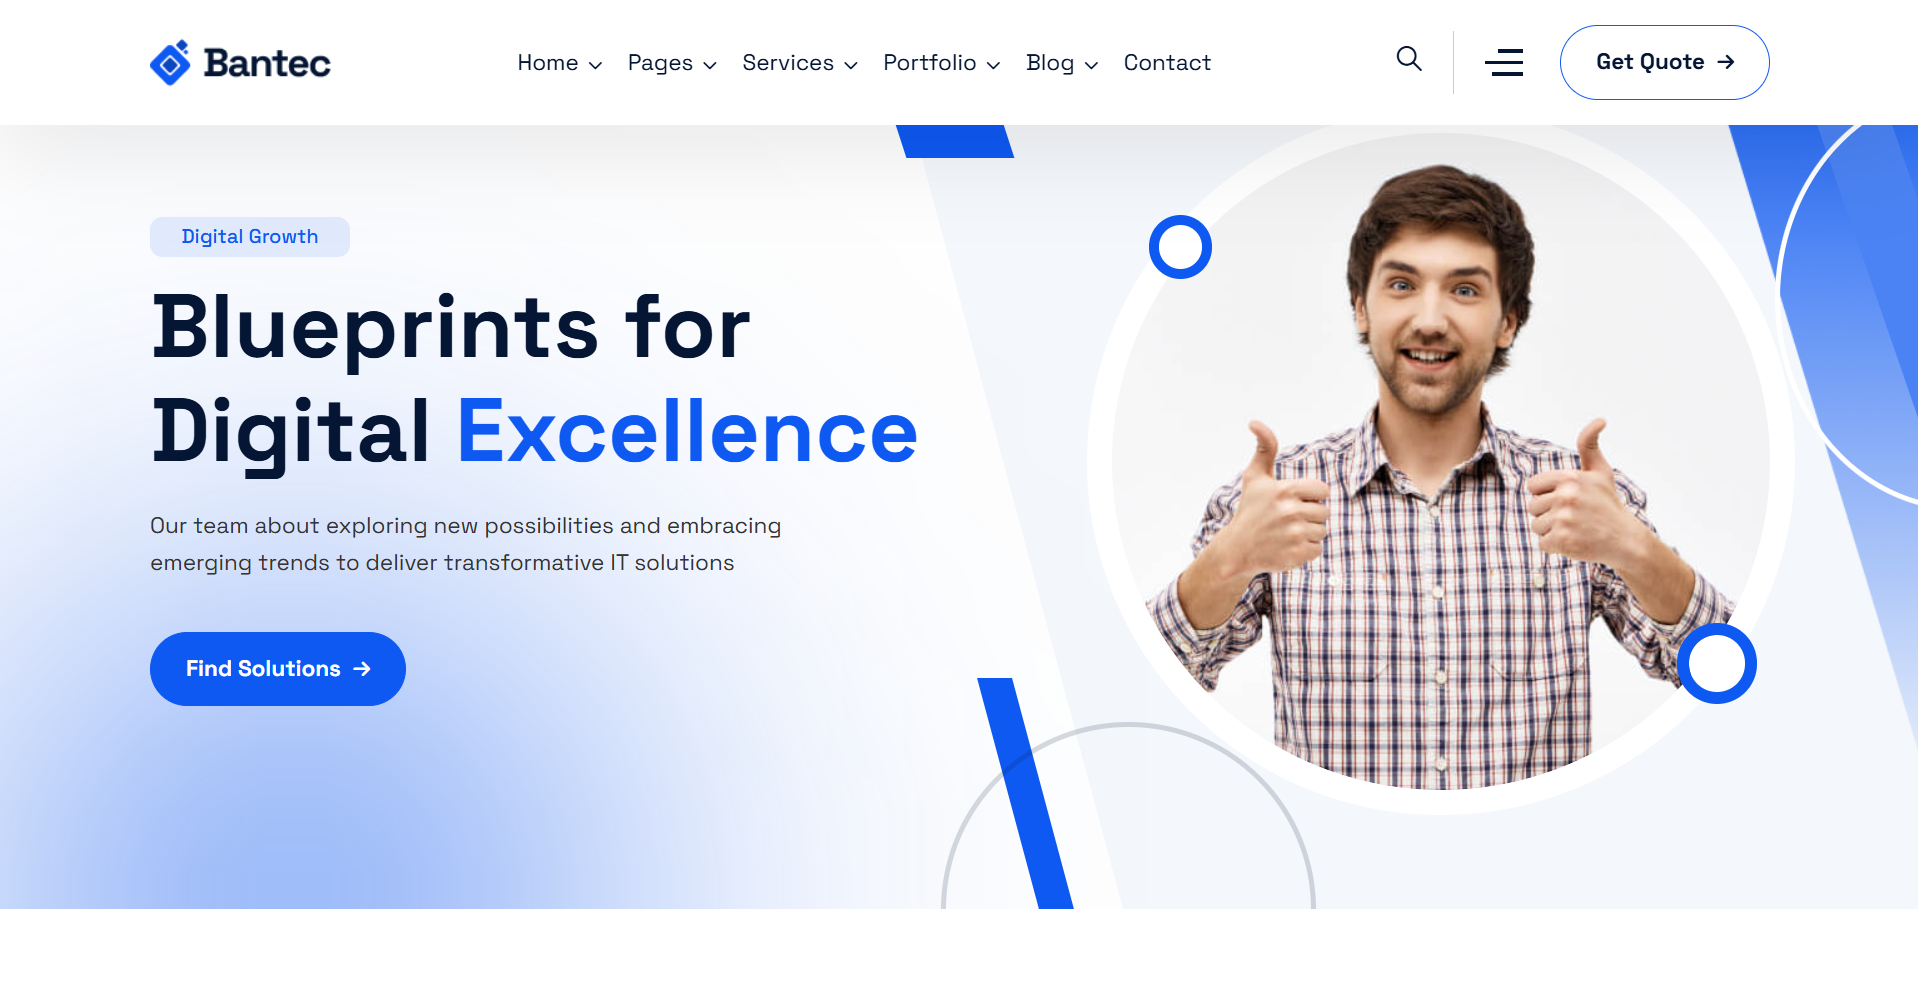 Bantec
Home
Pages
Services
Portfolio
Blog
Contact
Get Quote
Digital Growth
Blueprints for
Digital Excellence
Our team about exploring new possibilities and embracing
emerging trends to deliver transformative IT solutions
Find Solutions